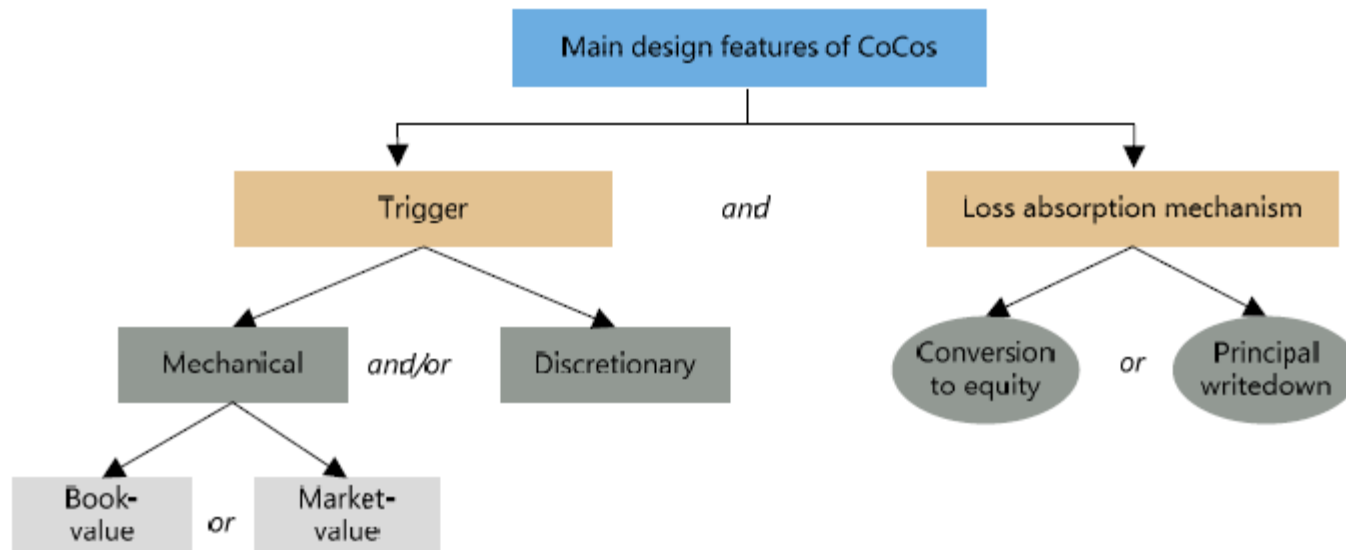 Main design features of CoCos
Trigger
and
Loss absorption mechanism
Mechanical
and/or
Discretionary
Conversion
to equity
or
Principal
writedown
Book-
value
or
Market-
value